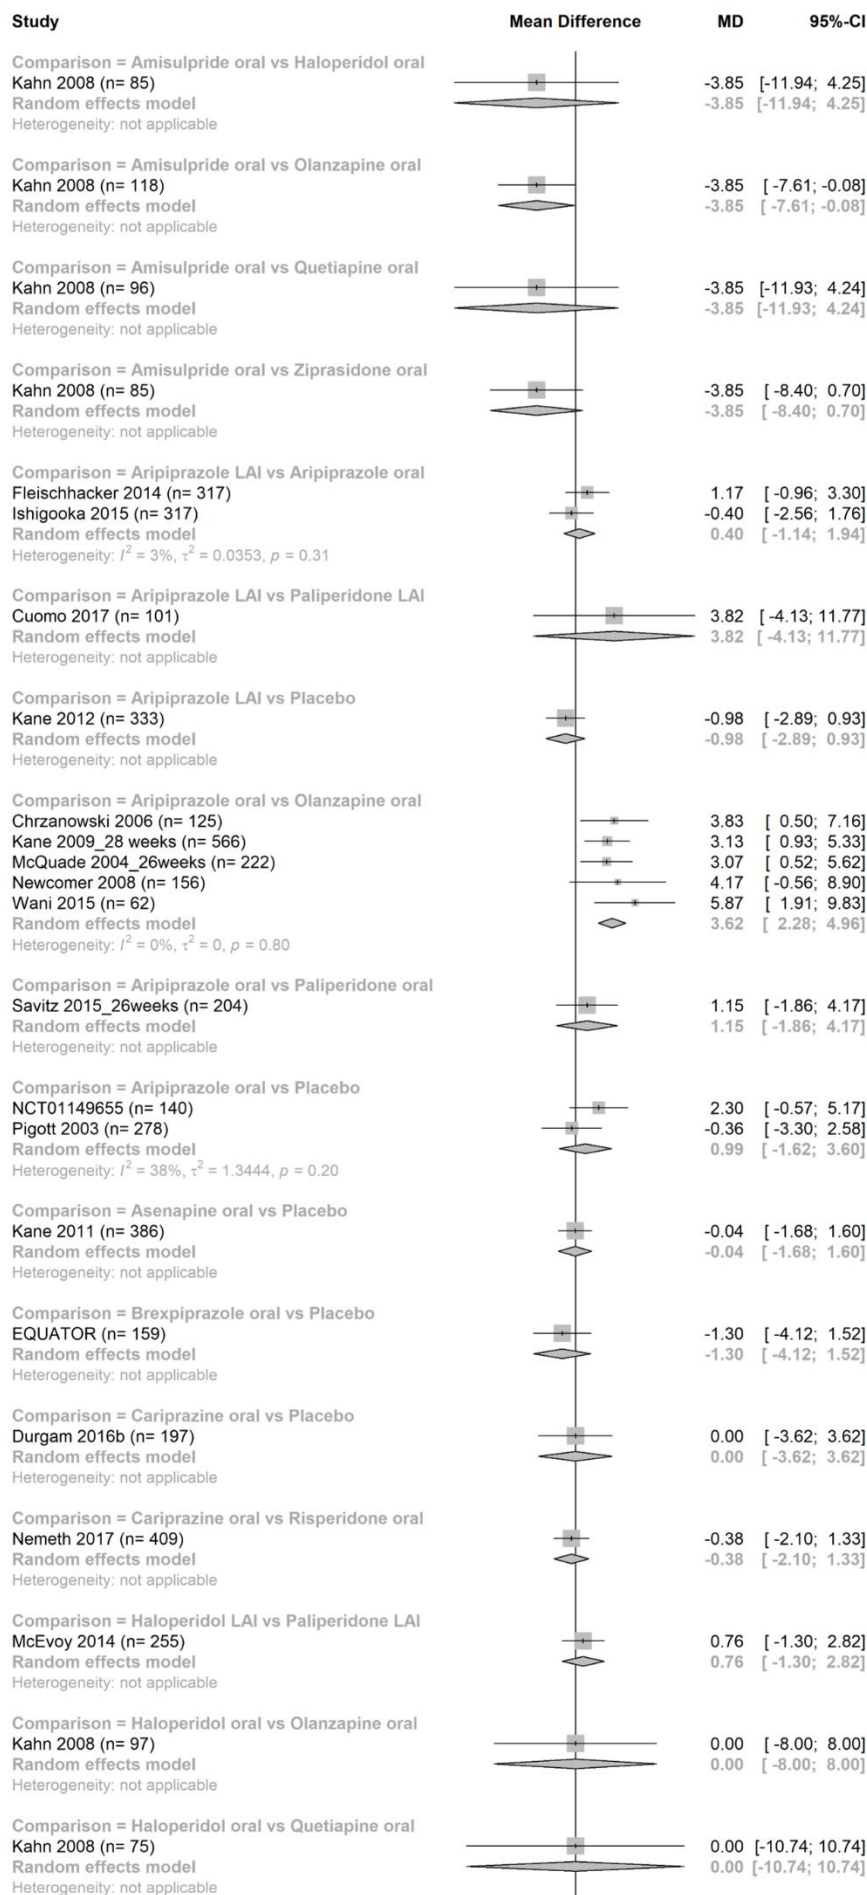 Study Mean Difference MD 95%-CI
Comparison = Amisulpride oral vs Haloperidol oral
Kahn 2008 (n= 85) -3.85 [-11.94; 4.25]
Random effects model -3.85 [-11.94; 4.25]
Heterogeneity: not applicable
Comparison = Amisulpride oral vs Olanzapine oral
Kahn 2008 (n= 118) -3.85 [ -7.61; -0.08]
Random effects model -3.85 [ -7.61; -0.08]
Heterogeneity: not applicable
Comparison = Amisulpride oral vs Quetiapine oral
Kahn 2008 (n= 96) -3.85 [-11.93; 4.24]
Random effects model -3.85 [-11.93; 4.24]
Heterogeneity: not applicable
Comparison = Amisulpride oral vs Ziprasidone oral
Kahn 2008 (n= 85) -3.85 [ -8.40; 0.70]
Random effects model -3.85 [ -8.40; 0.70]
Heterogeneity: not applicable
Comparison = Aripiprazole LAI vs Aripiprazole oral
Fleischhacker 2014 (n= 317) 1.17 [ -0.96; 3.30]
Ishigooka 2015 (n= 317) -0.40 [ -2.56; 1.76]
Random effects model 0.40 [ -1.14; 1.94]
Heterogeneity: I² = 3%, τ² = 0.0353, p = 0.31
Comparison = Aripiprazole LAI vs Paliperidone LAI
Cuomo 2017 (n= 101) 3.82 [ -4.13; 11.77]
Random effects model 3.82 [ -4.13; 11.77]
Heterogeneity: not applicable
Comparison = Aripiprazole LAI vs Placebo
Kane 2012 (n= 333) -0.98 [ -2.89; 0.93]
Random effects model -0.98 [ -2.89; 0.93]
Heterogeneity: not applicable
Comparison = Aripiprazole oral vs Olanzapine oral
Chrzanowski 2006 (n= 125) 3.83 [ 0.50; 7.16]
Kane 2009_28 weeks (n= 566) 3.13 [ 0.93; 5.33]
McQuade 2004_26weeks (n= 222) 3.07 [ 0.52; 5.62]
Newcomer 2008 (n= 156) 4.17 [ -0.56; 8.90]
Wani 2015 (n= 62) 5.87 [ 1.91; 9.83]
Random effects model 3.62 [ 2.28; 4.96]
Heterogeneity: I² = 0%, τ² = 0, p = 0.80
Comparison = Aripiprazole oral vs Paliperidone oral
Savitz 2015_26weeks (n= 204) 1.15 [ -1.86; 4.17]
Random effects model 1.15 [ -1.86; 4.17]
Heterogeneity: not applicable
Comparison = Aripiprazole oral vs Placebo
NCT01149655 (n= 140) 2.30 [ -0.57; 5.17]
Pigott 2003 (n= 278) -0.36 [ -3.30; 2.58]
Random effects model 0.99 [ -1.62; 3.60]
Heterogeneity: I² = 38%, τ² = 1.3444, p = 0.20
Comparison = Asenapine oral vs Placebo
Kane 2011 (n= 386) -0.04 [ -1.68; 1.60]
Random effects model -0.04 [ -1.68; 1.60]
Heterogeneity: not applicable
Comparison = Brexpiprazole oral vs Placebo
EQUATOR (n= 159) -1.30 [ -4.12; 1.52]
Random effects model -1.30 [ -4.12; 1.52]
Heterogeneity: not applicable
Comparison = Cariprazine oral vs Placebo
Durgam 2016b (n= 197) 0.00 [ -3.62; 3.62]
Random effects model 0.00 [ -3.62; 3.62]
Heterogeneity: not applicable
Comparison = Cariprazine oral vs Risperidone oral
Nemeth 2017 (n= 409) -0.38 [ -2.10; 1.33]
Random effects model -0.38 [ -2.10; 1.33]
Heterogeneity: not applicable
Comparison = Haloperidol LAI vs Paliperidone LAI
McEvoy 2014 (n= 255) 0.76 [ -1.30; 2.82]
Random effects model 0.76 [ -1.30; 2.82]
Heterogeneity: not applicable
Comparison = Haloperidol oral vs Olanzapine oral
Kahn 2008 (n= 97) 0.00 [ -8.00; 8.00]
Random effects model 0.00 [ -8.00; 8.00]
Heterogeneity: not applicable
Comparison = Haloperidol oral vs Quetiapine oral
Kahn 2008 (n= 75) 0.00 [-10.74; 10.74]
Random effects model 0.00 [-10.74; 10.74]
Heterogeneity: not applicable